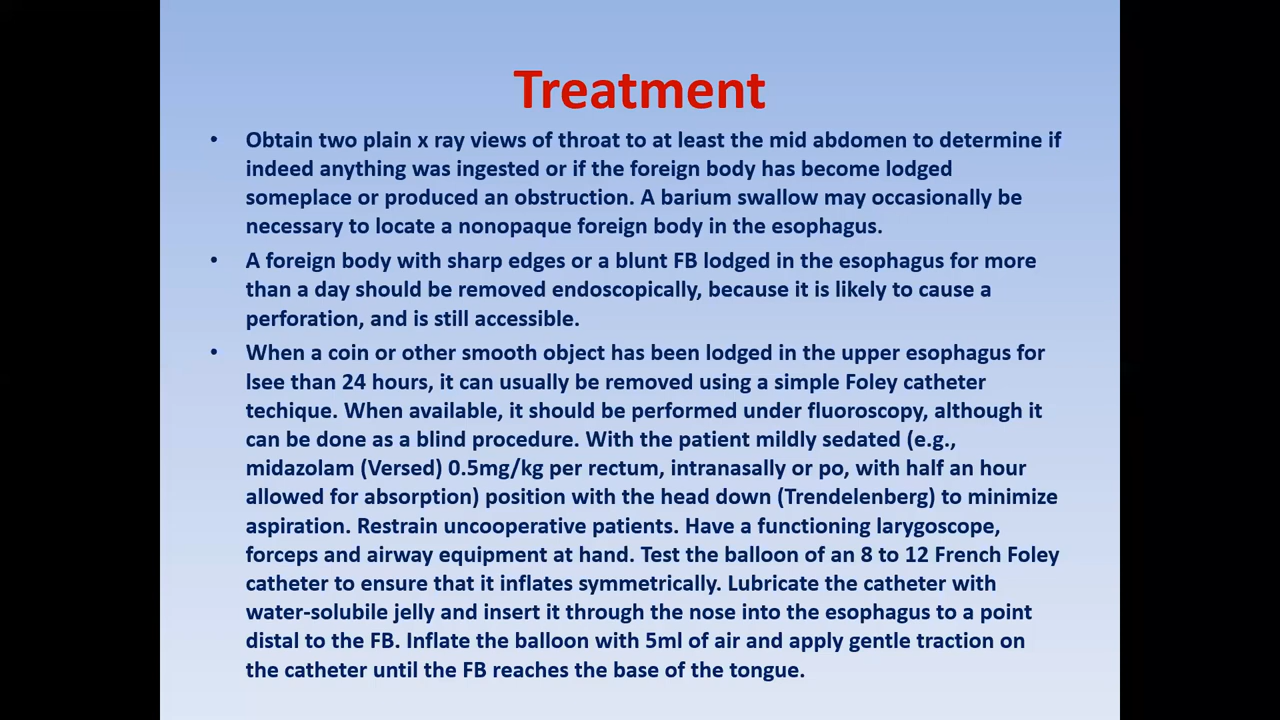 Treatment
• Obtain two plain x ray views of throat to at least the mid abdomen to determine if
indeed anything was ingested or if the foreign body has become lodged
someplace or produced an obstruction. A barium swallow may occasionally be
necessary to locate a nonopaque foreign body in the esophagus.
• A foreign body with sharp edges or a blunt FB lodged in the esophagus for more
than a day should be removed endoscopically, because it is likely to cause a
perforation, and is still accessible.
• When a coin or other smooth object has been lodged in the upper esophagus for
lsee than 24 hours, it can usually be removed using a simple Foley catheter
techique. When available, it should be performed under fluoroscopy, although it
can be done as a blind procedure. With the patient mildly sedated (e.g.,
midazolam (Versed) 0.5mg/kg per rectum, intranasally or po, with half an hour
allowed for absorption) position with the head down (Trendelenberg) to minimize
aspiration. Restrain uncooperative patients. Have a functioning larygoscope,
forceps and airway equipment at hand. Test the balloon of an 8 to 12 French Foley
catheter to ensure that it inflates symmetrically. Lubricate the catheter with
water-solubile jelly and insert it through the nose into the esophagus to a point
distal to the FB. Inflate the balloon with 5ml of air and apply gentle traction on
the catheter until the FB reaches the base of the tongue.